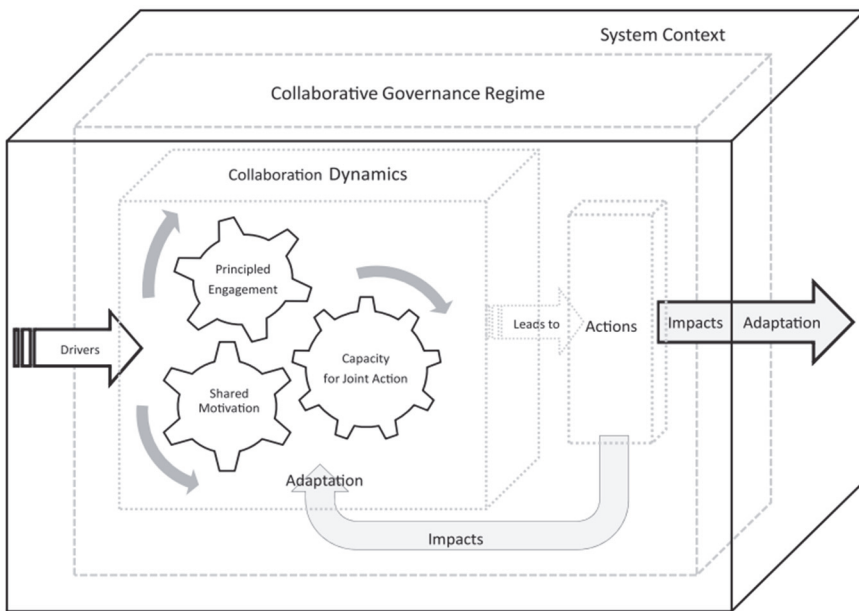 System Context
Collaborative Governance Regime
Collaboration Dynamics
Principled
Engagement
Drivers
Shared
Motivation
Capacity
for Joint Action
Leads to
Actions
Impacts
Adaptation
Adaptation
Impacts